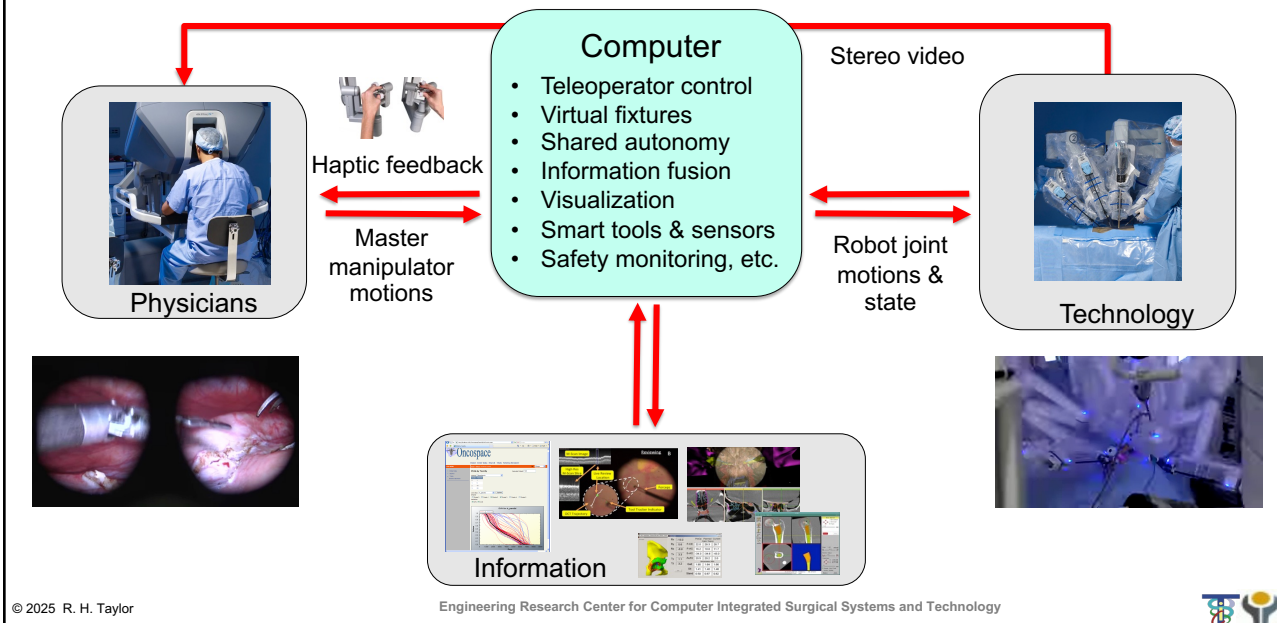 Computer
• Teleoperator control
• Virtual fixtures
• Shared autonomy
• Information fusion
• Visualization
• Smart tools & sensors
• Safety monitoring, etc.
Stereo video
Haptic feedback
Master
manipulator
motions
Physicians
Robot joint
motions &
state
Technology
Oncospace
Information
© 2025 R. H. Taylor
Engineering Research Center for Computer Integrated Surgical Systems and Technology